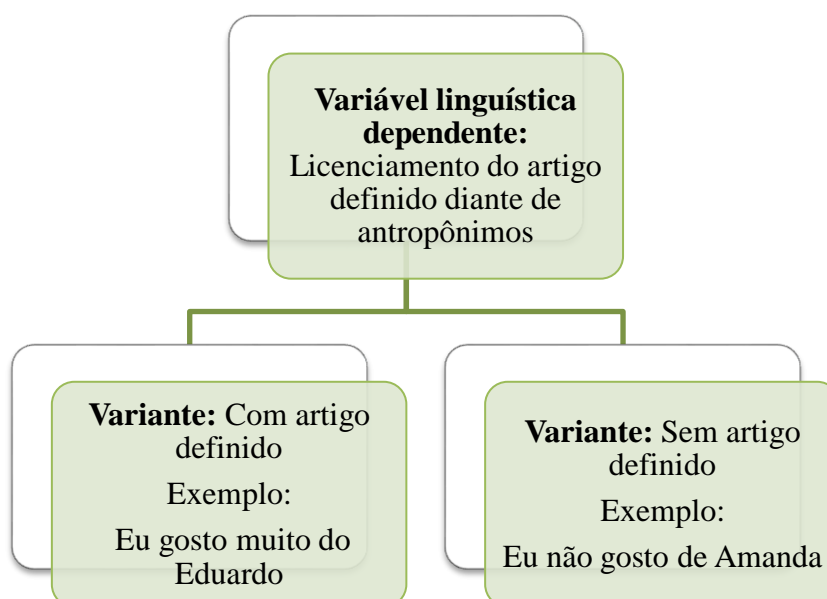 Variável linguística
dependente:
Licenciamento do artigo
definido diante de
antropônimos
Variante: Com artigo
definido
Exemplo:
Eu gosto muito do
Eduardo
Variante: Sem artigo
definido
Exemplo:
Eu não gosto de Amanda